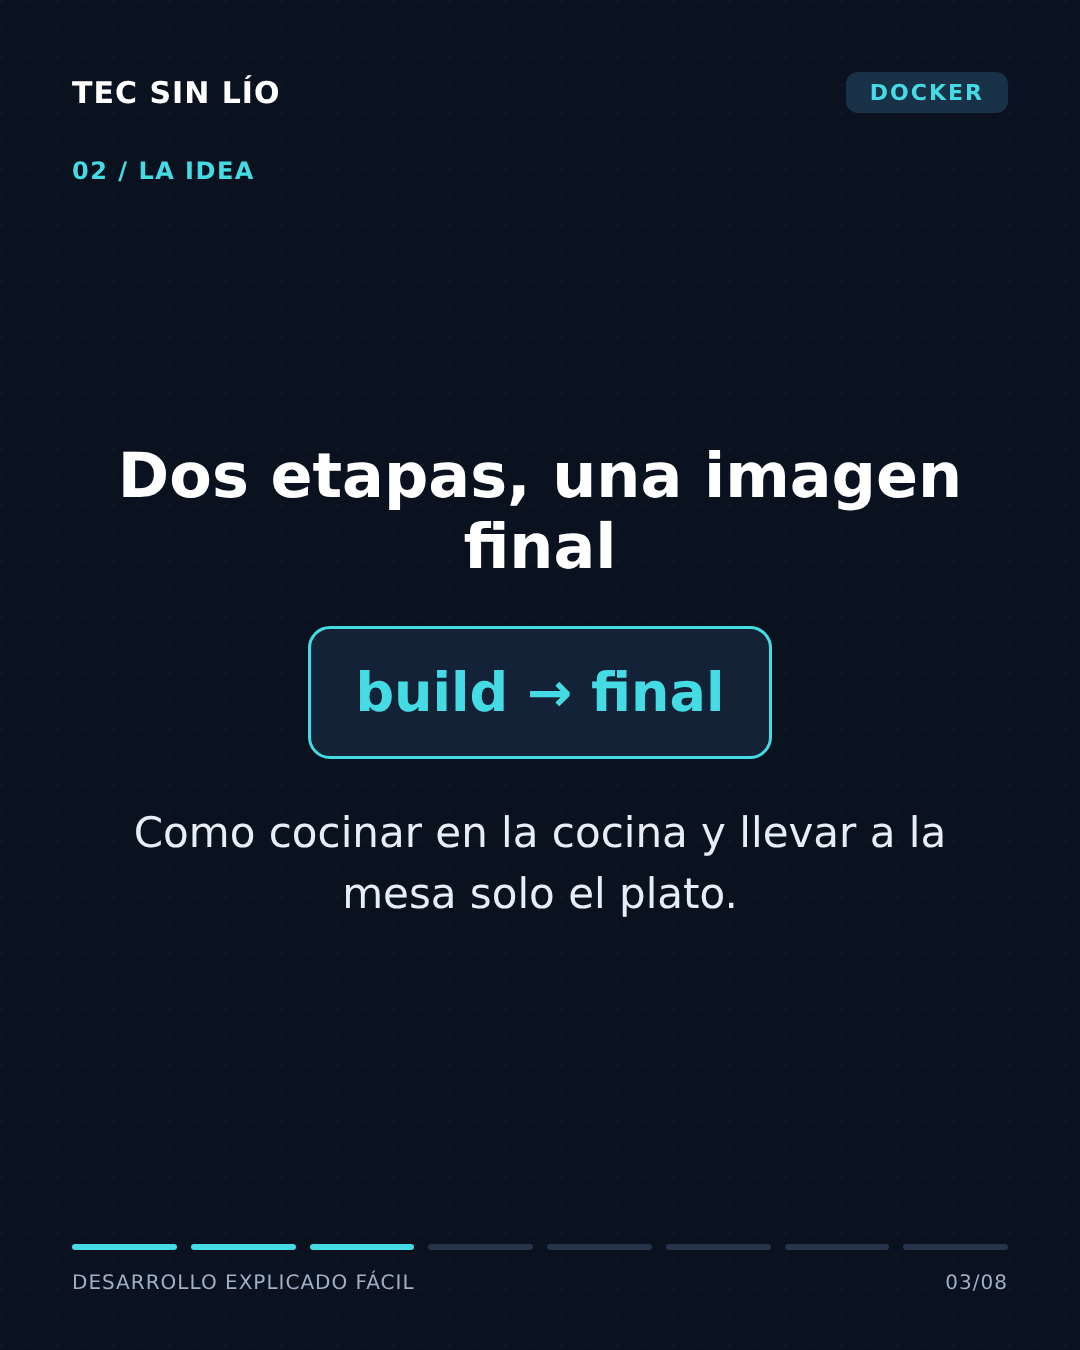 TEC SIN LÍO
DOCKER
02 / LA IDEA
Dos etapas, una imagen
final
build → final
Como cocinar en la cocina y llevar a la
mesa solo el plato.
DESARROLLO EXPLICADO FÁCIL
03/08